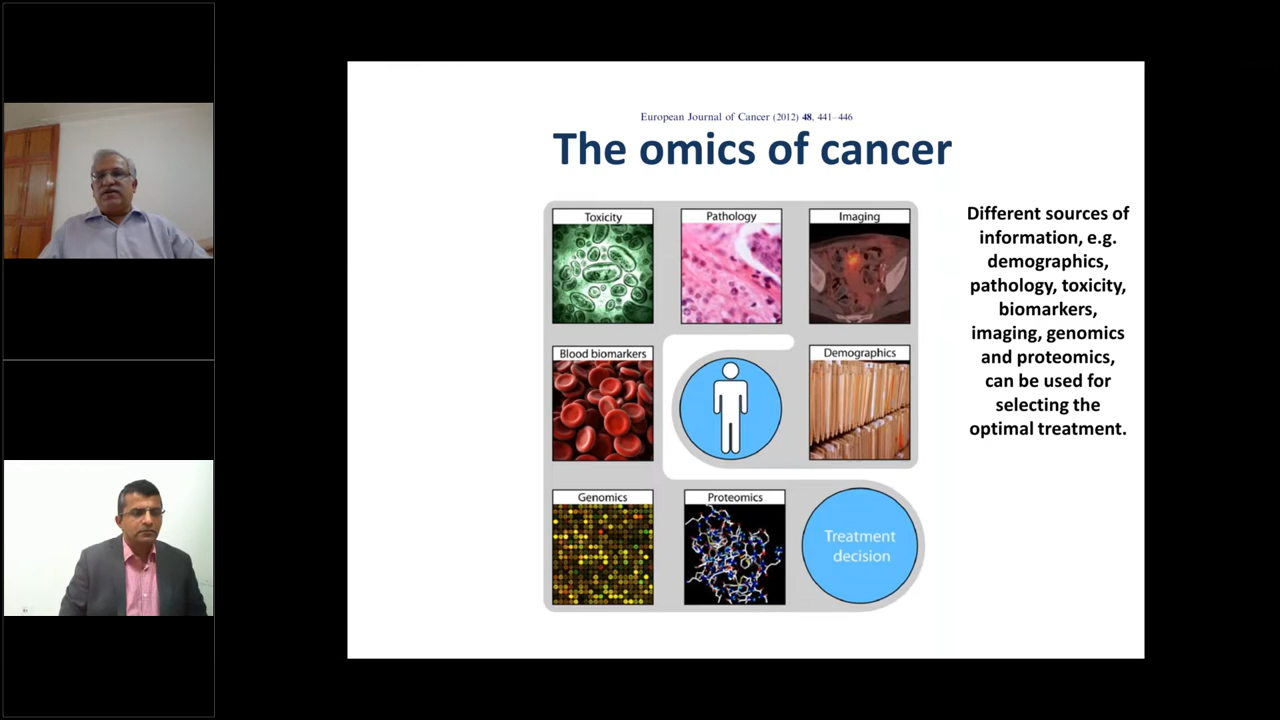 European Journal of Cancer (2012) 48, 441–446
The omics of cancer
Toxicity
Pathology
Imaging
Blood biomarkers
Demographics
Genomics
Proteomics
Treatment
decision
Different sources of
information, e.g.
demographics,
pathology, toxicity,
biomarkers,
imaging, genomics
and proteomics,
can be used for
selecting the
optimal treatment.